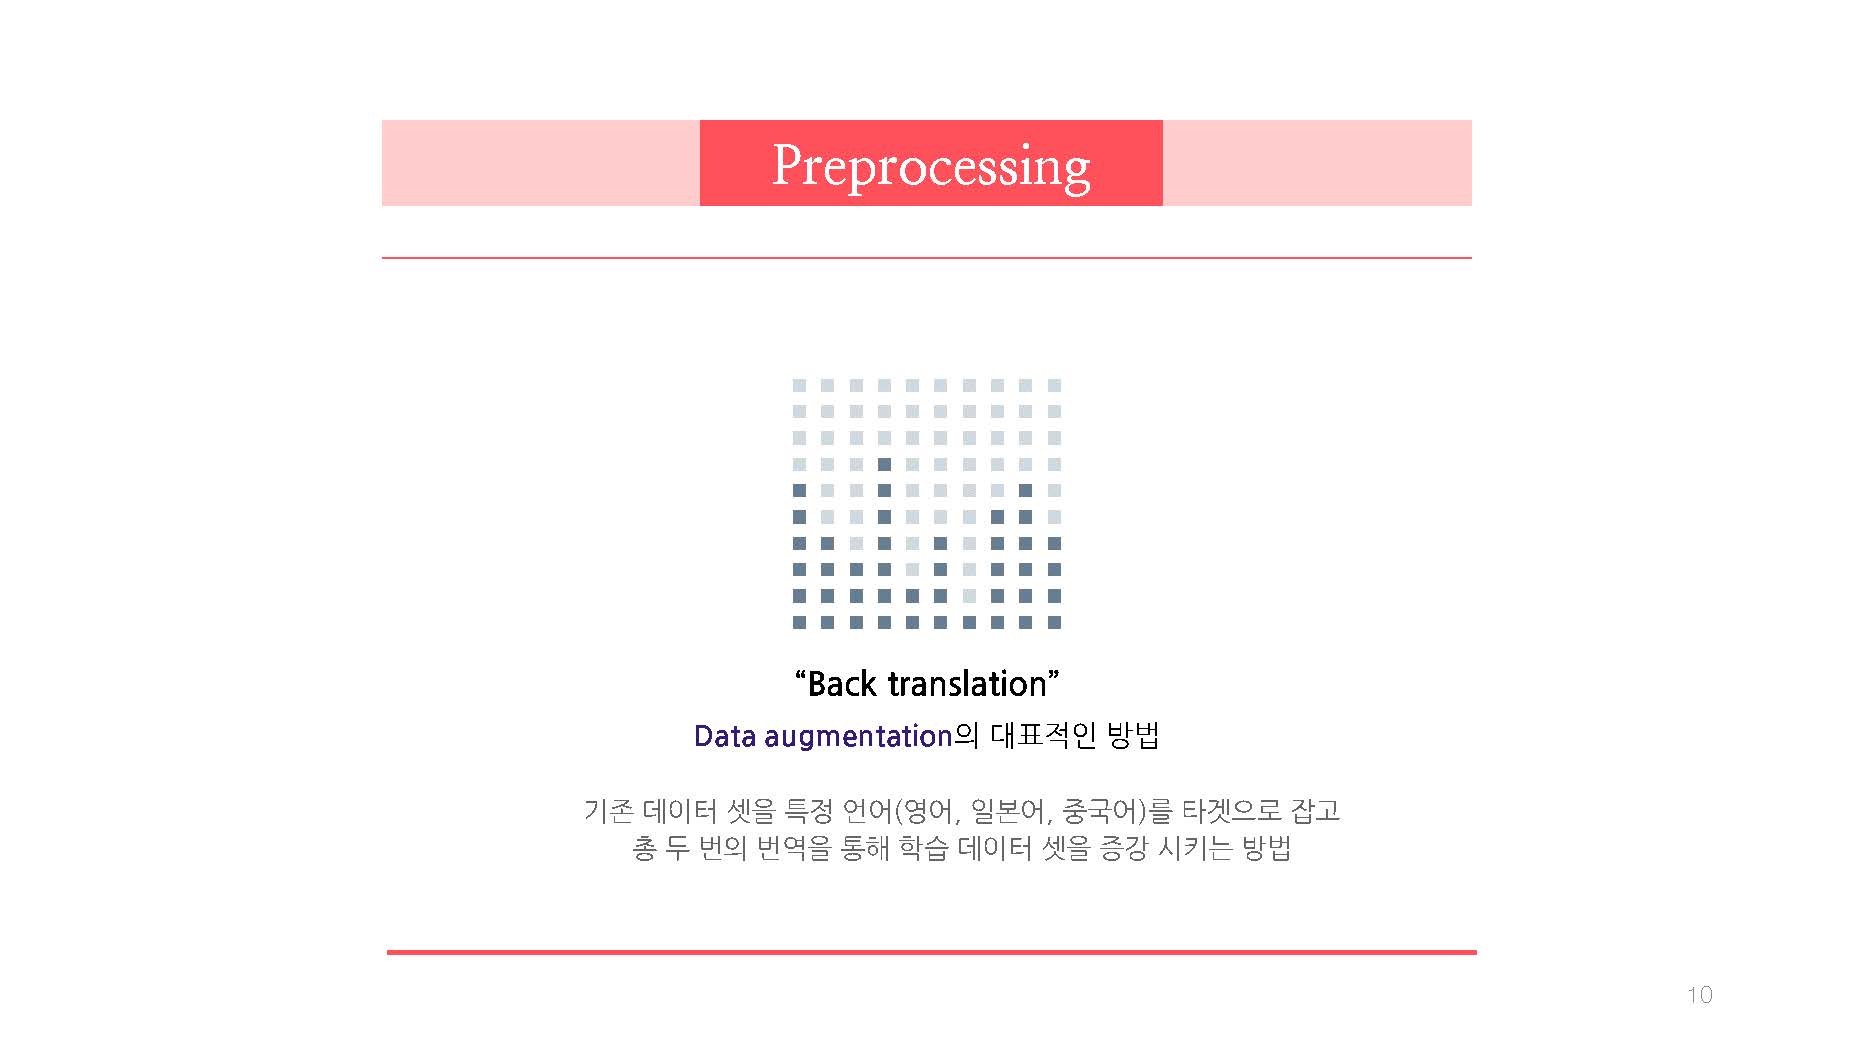 Preprocessing
“Back translation”
Data augmentation의 대표적인 방법
기존 데이터 셋을 특정 언어(영어, 일본어, 중국어)를 타겟으로 잡고
총 두 번의 번역을 통해 학습 데이터 셋을 증강 시키는 방법
10